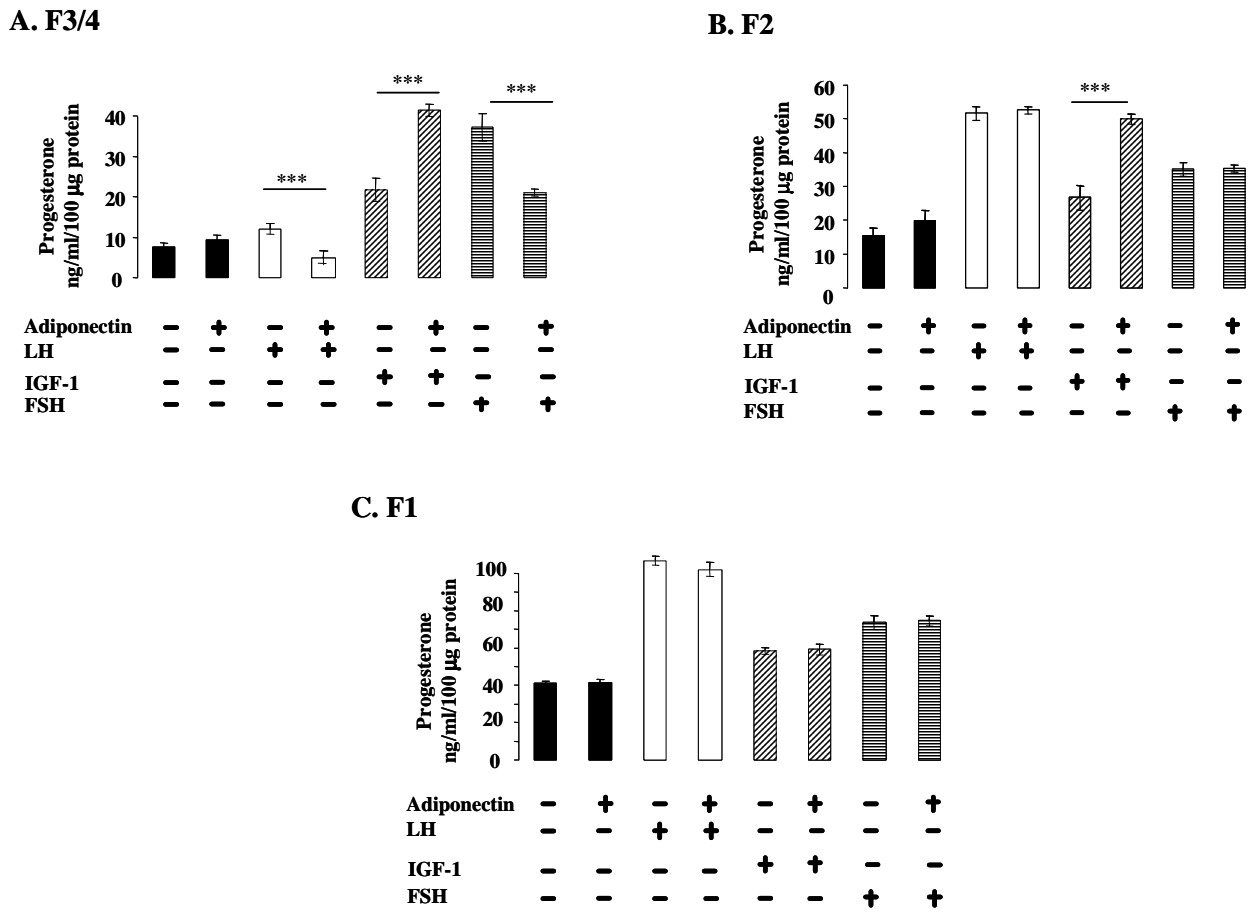 A. F3/4
***
***
***
Progesterone
ng/ml/100 µg protein
40
30
20
10
0
Adiponectin − + − + − + − +
LH − − + + − − − −
IGF-1 − − − − + + − −
FSH − − − − − − + +
B. F2
***
Progesterone
ng/ml/100 µg protein
60
50
40
30
20
10
0
Adiponectin − + − + − + − +
LH − − + + − − − −
IGF-1 − − − − + + − −
FSH − − − − − − + +
C. F1
Progesterone
ng/ml/100 µg protein
100
80
60
40
20
0
Adiponectin − + − + − + − +
LH − − + + − − − −
IGF-1 − − − − + + − −
FSH − − − − − − + +